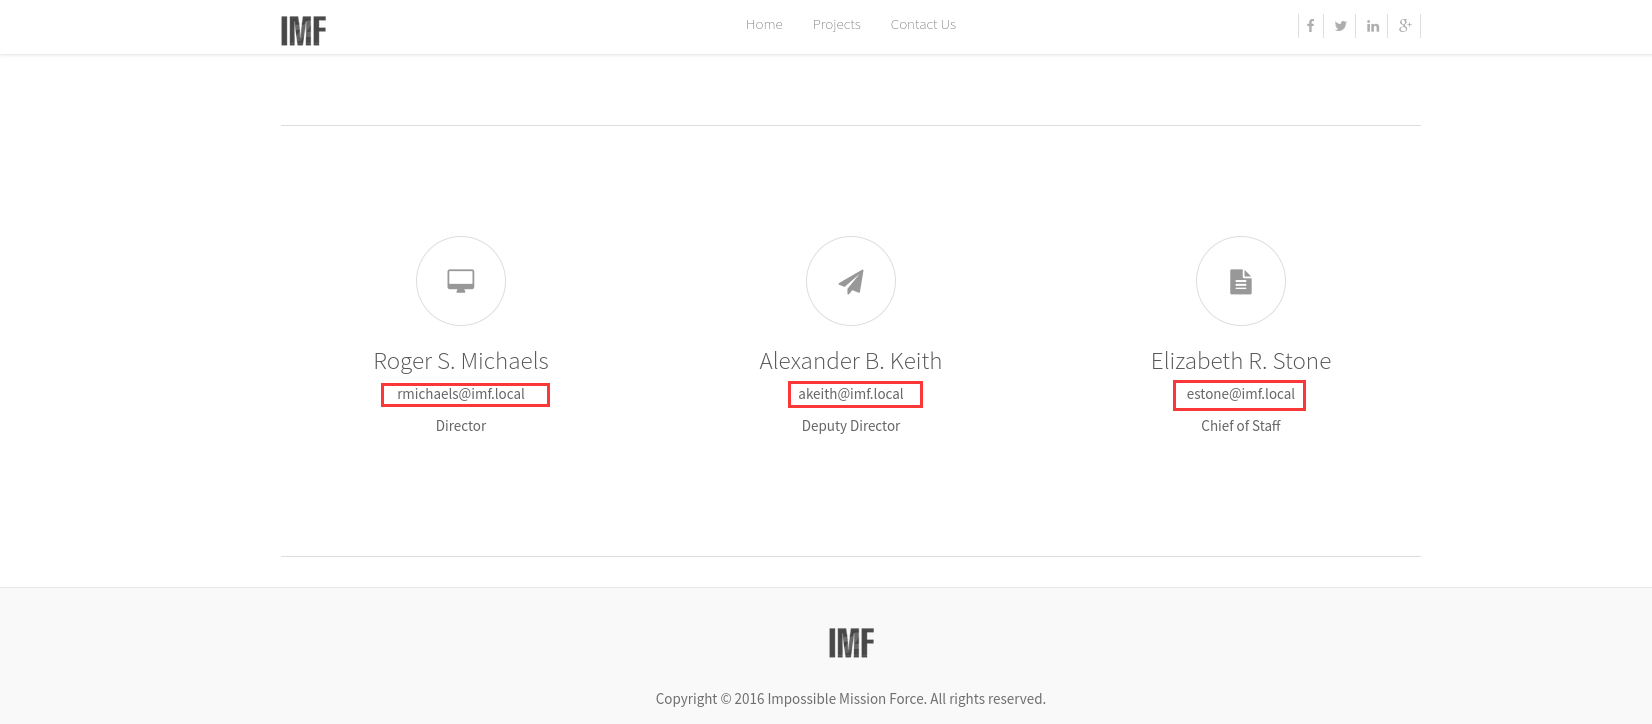 IMF
Home Projects Contact Us
Roger S. Michaels
rmichaels@imf.local
Director
Alexander B. Keith
akeith@imf.local
Deputy Director
Elizabeth R. Stone
estone@imf.local
Chief of Staff
IMF
Copyright © 2016 Impossible Mission Force. All rights reserved.